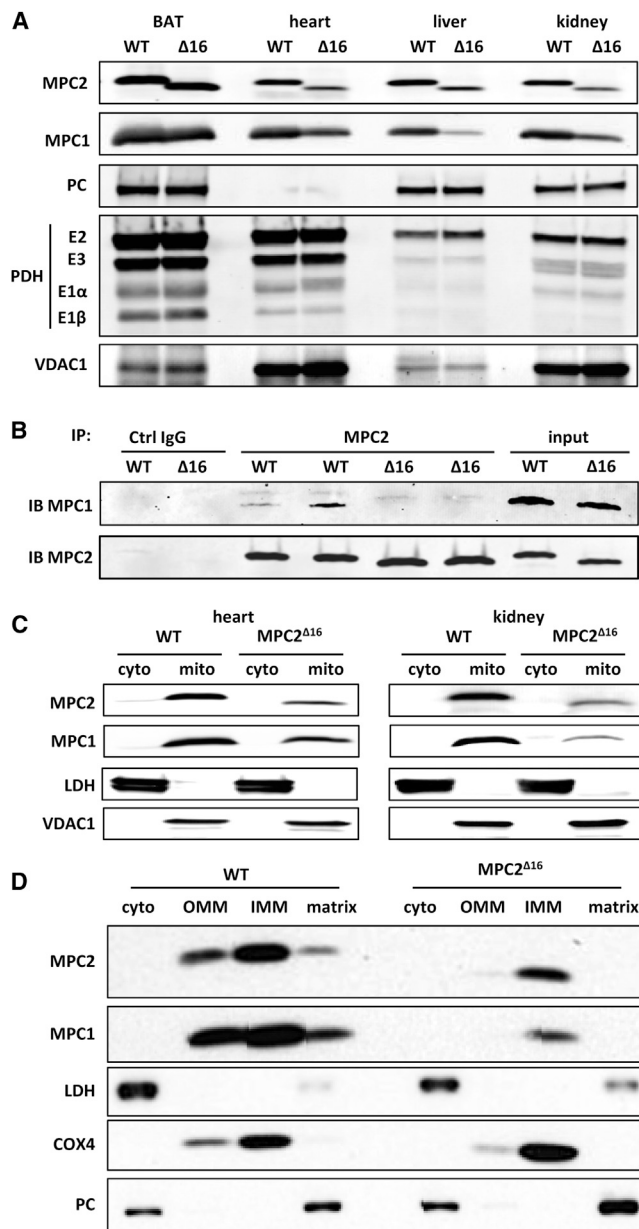 A
BAT heart liver kidney
WT Δ16 WT Δ16 WT Δ16 WT Δ16
MPC2
MPC1
PC
PDH
E2
E3
E1α
E1β
VDAC1
B
IP: Ctrl IgG MPC2 input
WT Δ16 WT WT Δ16 Δ16 WT Δ16
IB MPC1
IB MPC2
C
heart kidney
WT MPC2Δ16 WT MPC2Δ16
cyto mito cyto mito cyto mito cyto mito
MPC2
MPC1
LDH
VDAC1
D
WT MPC2Δ16
cyto OMM IMM matrix cyto OMM IMM matrix
MPC2
MPC1
LDH
COX4
PC